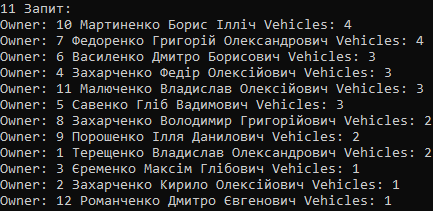 11 Запит:
Owner: 10 Мартиненко Борис Ілліч Vehicles: 4
Owner: 7 Федоренко Григорій Олександрович Vehicles: 4
Owner: 6 Василенко Дмитро Борисович Vehicles: 3
Owner: 4 Захарченко Федір Олексійович Vehicles: 3
Owner: 11 Малюченко Владислав Олексійович Vehicles: 3
Owner: 5 Савенко Гліб Вадимович Vehicles: 3
Owner: 8 Захарченко Володимир Григорійович Vehicles: 2
Owner: 9 Порошенко Ілля Данилович Vehicles: 2
Owner: 1 Терещенко Владислав Олександрович Vehicles: 2
Owner: 3 Єременко Максім Глібович Vehicles: 1
Owner: 2 Захарченко Кирило Олексійович Vehicles: 1
Owner: 12 Романченко Дмитро Євгенович Vehicles: 1